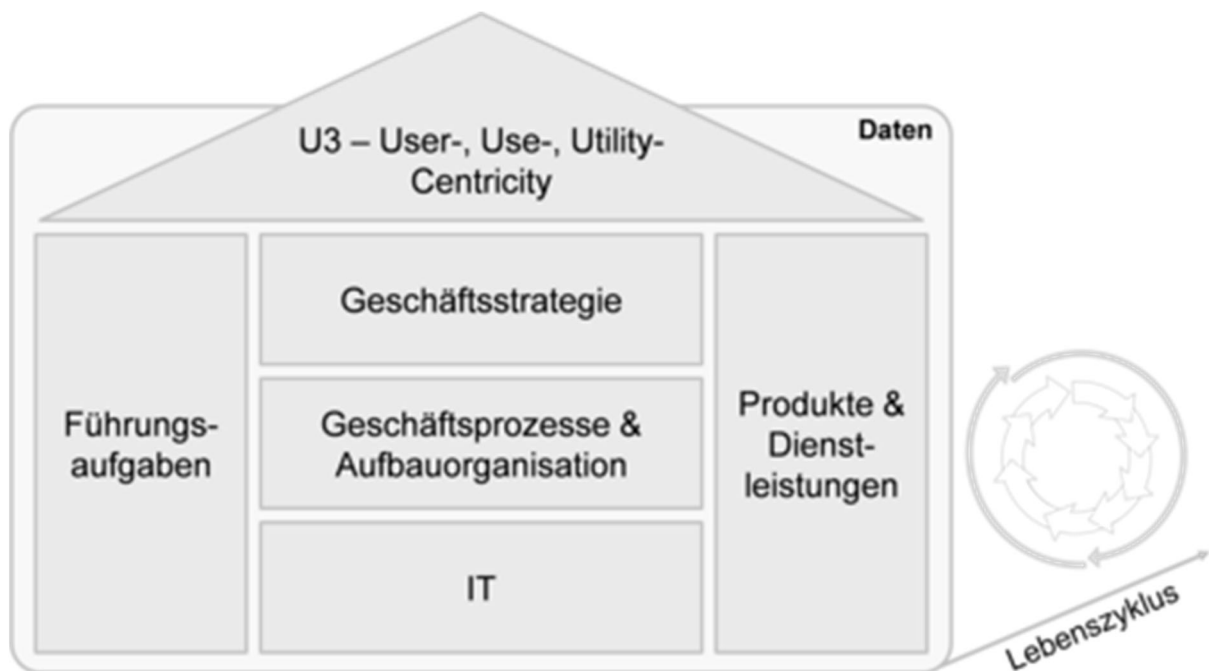 Daten
U3 – User-, Use-, Utility-
Centricity
Geschäftsstrategie
Führungs-
aufgaben
Geschäftsprozesse &
Aufbauorganisation
Produkte &
Dienst-
leistungen
IT
Lebenszyklus